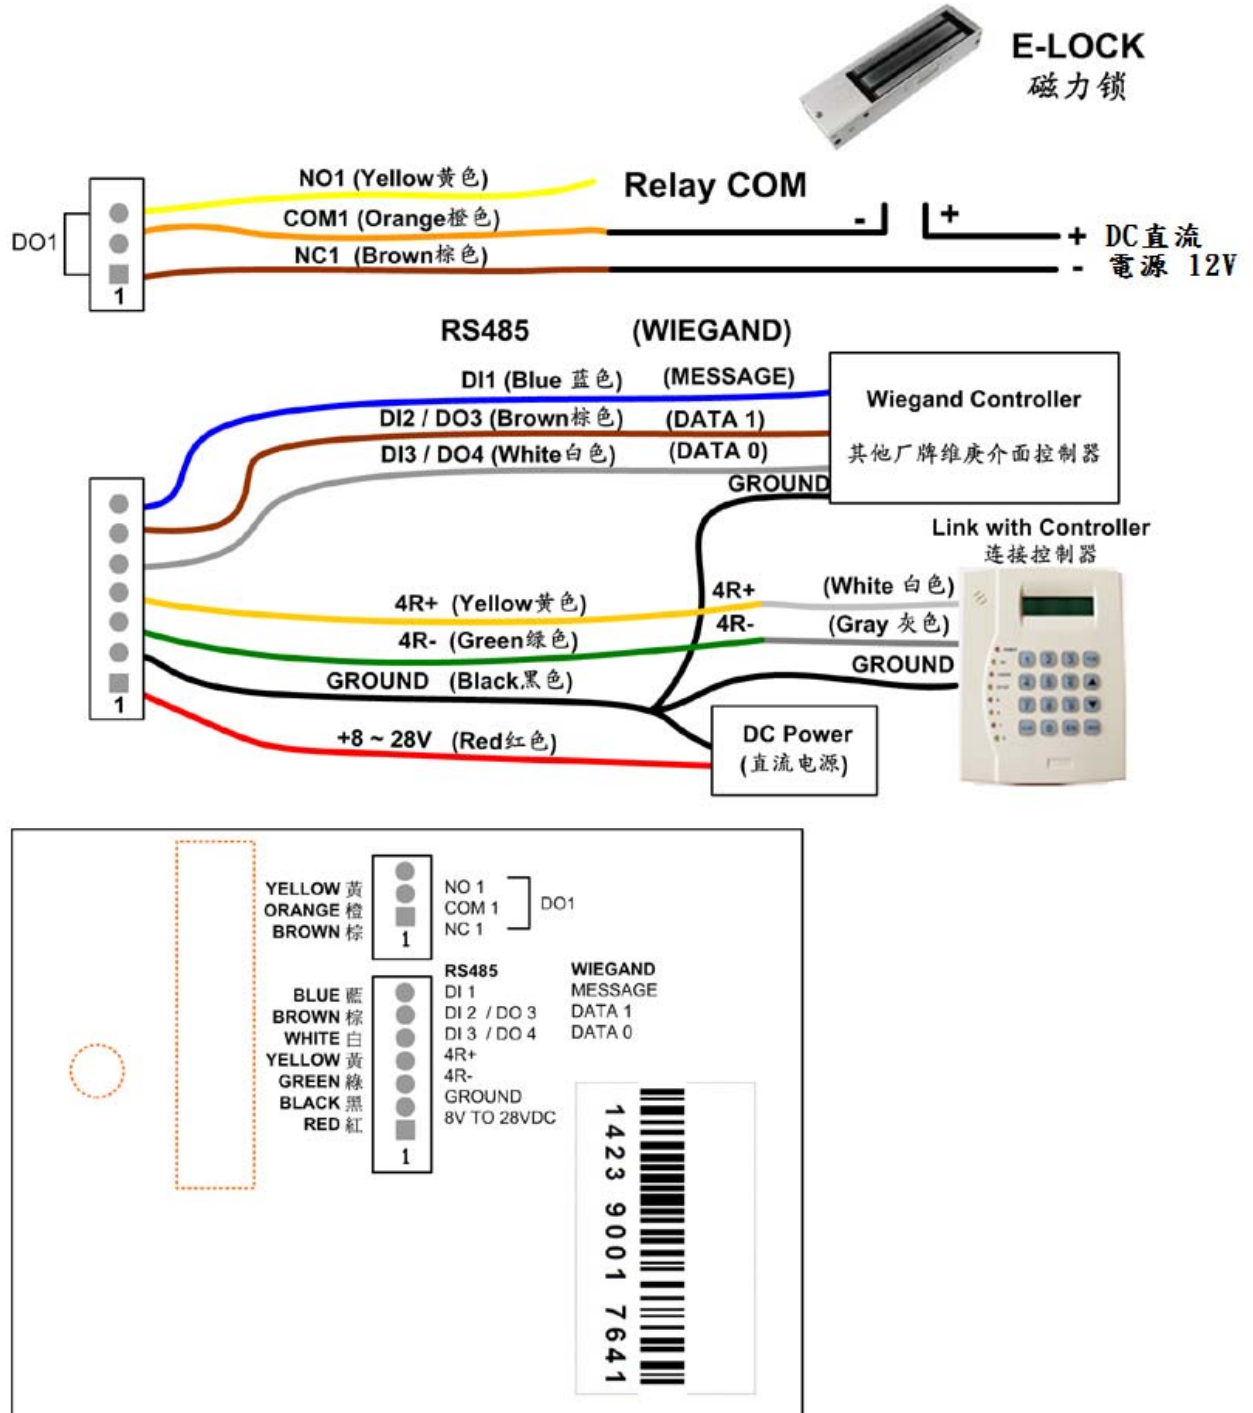 E-LOCK
磁力锁
NO1 (Yellow黄色)
Relay COM
COM1 (Orange橙色)
- +
DO1
NC1 (Brown棕色)
+ DC直流
- 電源 12V
1
RS485 (WIEGAND)
DI1 (Blue 蓝色) (MESSAGE)
DI2 / DO3 (Brown棕色) (DATA 1)
DI3 / DO4 (White白色) (DATA 0)
GROUND
Wiegand Controller
其他厂牌维庚介面控制器
Link with Controller
连接控制器
4R+ (Yellow黄色) 4R+ (White 白色)
4R- (Green绿色) 4R- (Gray 灰色)
GROUND (Black黑色) GROUND
1
+8 ~ 28V (Red红色)
DC Power
(直流电源)
YELLOW 黃 NO 1
ORANGE 橙 COM 1 DO1
BROWN 棕 NC 1
1
RS485 WIEGAND
BLUE 藍 DI 1 MESSAGE
BROWN 棕 DI 2 / DO 3 DATA 1
WHITE 白 DI 3 / DO 4 DATA 0
YELLOW 黃 4R+
GREEN 綠 4R-
BLACK 黑 GROUND
RED 紅 8V TO 28VDC
1
1423 9001 7641